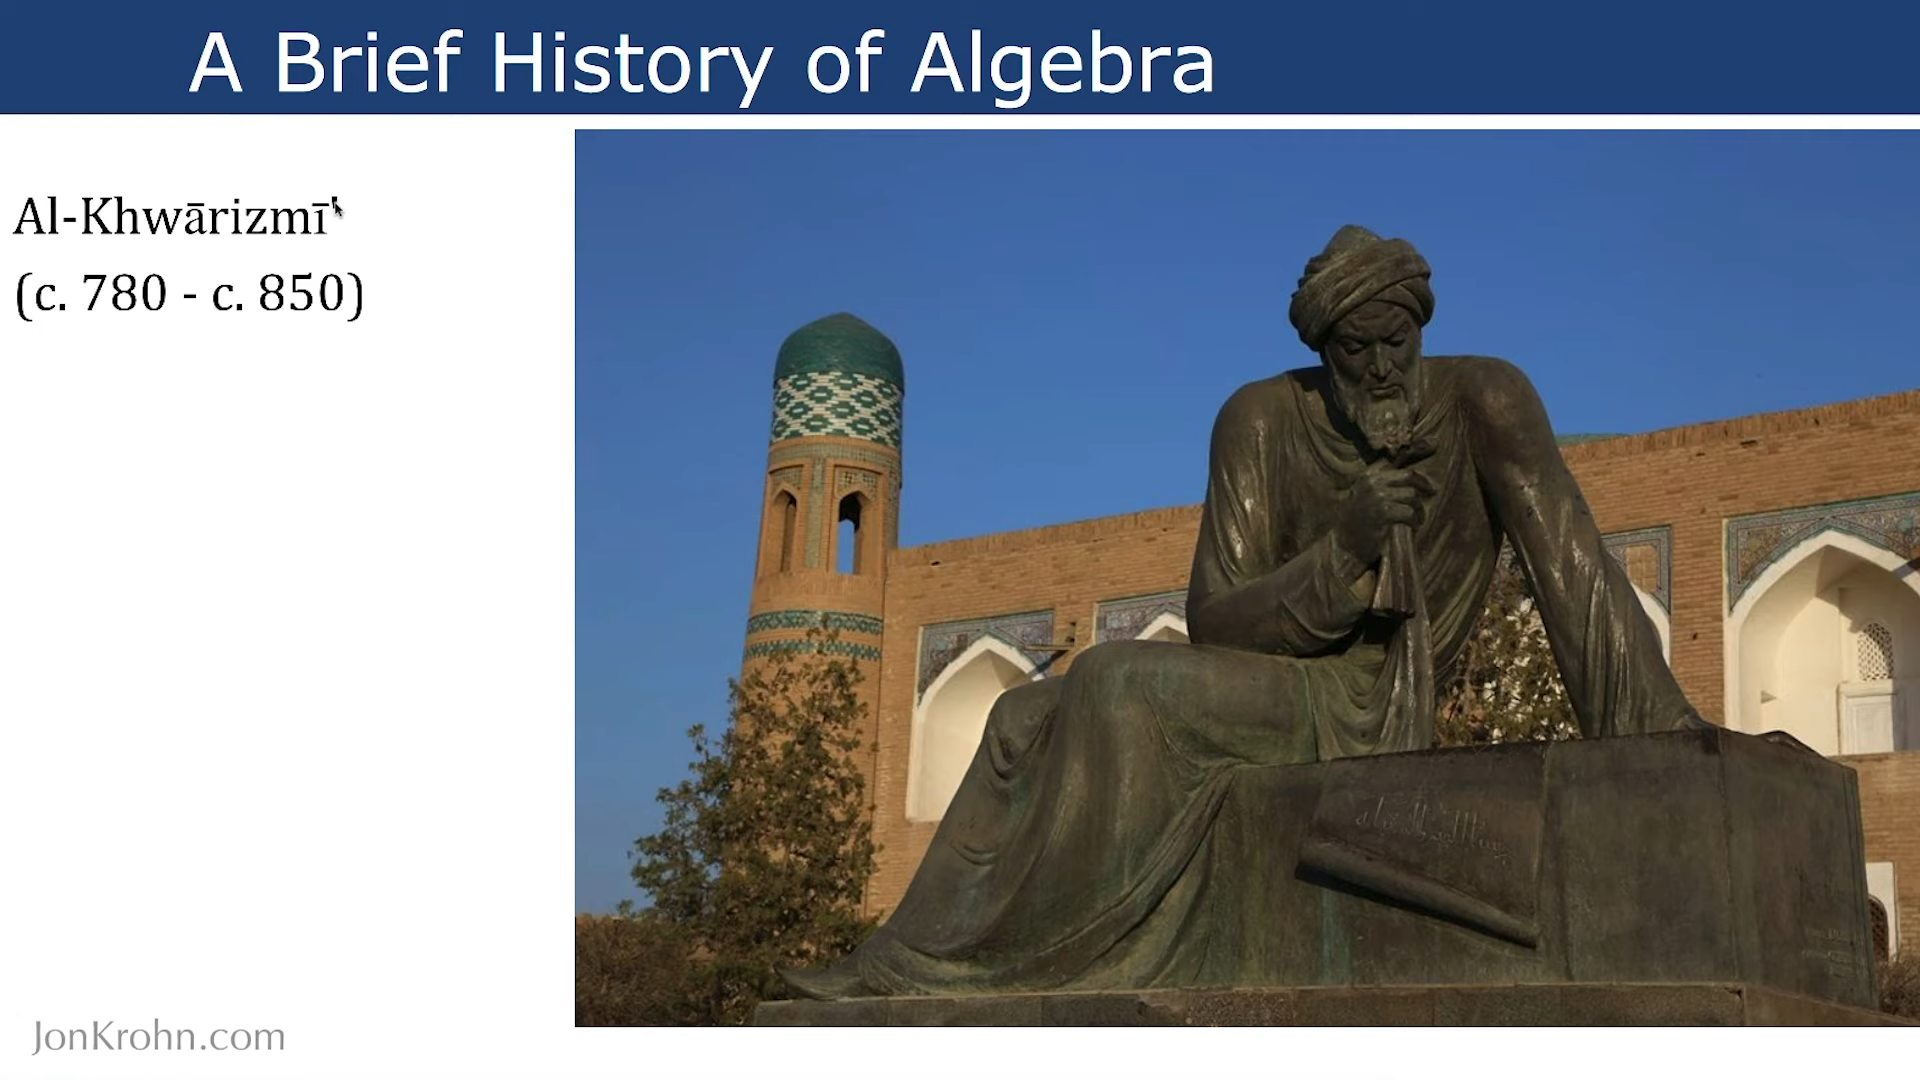 A Brief History of Algebra
Al-Khwārizmī
(c. 780 - c. 850)
JonKrohn.com